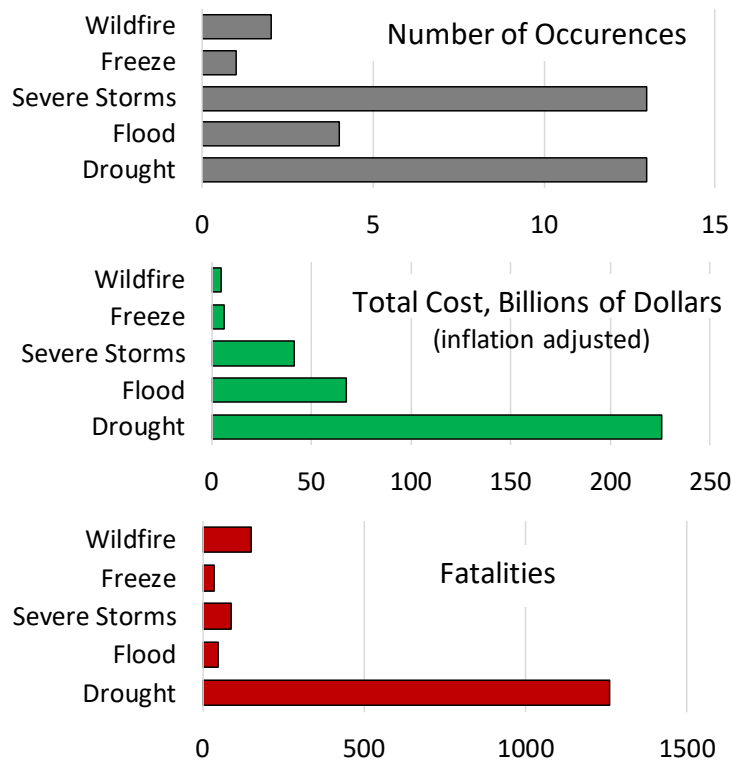 Number of Occurences
Wildfire
Freeze
Severe Storms
Flood
Drought
0 5 10 15
Total Cost, Billions of Dollars
(inflation adjusted)
Wildfire
Freeze
Severe Storms
Flood
Drought
0 50 100 150 200 250
Fatalities
Wildfire
Freeze
Severe Storms
Flood
Drought
0 500 1000 1500